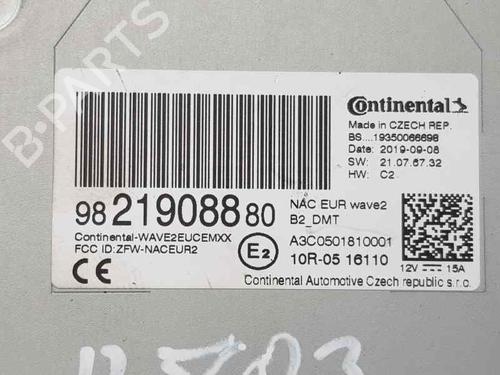 B-PARTS
Continental
Made in CZECH REP.
BS....19350066698
Date: 2019-09-08
SW: 21.07.67.32
HW: C2
98 219088 80
NAC EUR wave2
B2_DMT
Continental-WAVE2EUCEMXX
FCC ID:ZFW-NACEUR2
CE
E2
A3C0501810001
10R-05 16110
12V 15A
Continental Automotive Czech republic s.r.o.